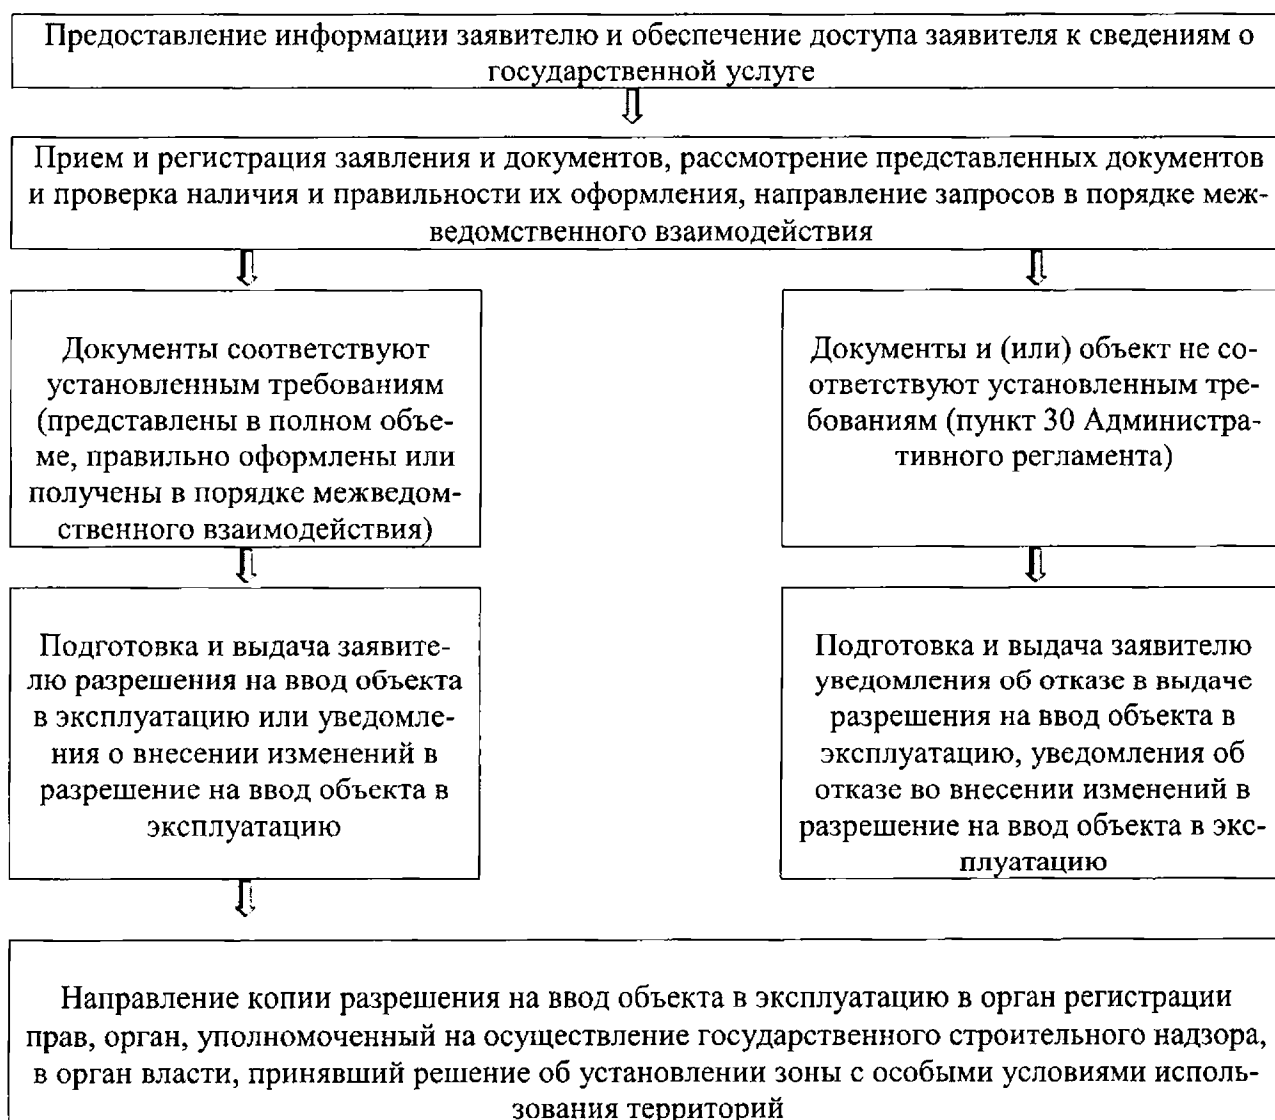 Предоставление информации заявителю и обеспечение доступа заявителя к сведениям о
государственной услуге
Прием и регистрация заявления и документов, рассмотрение представленных документов
и проверка наличия и правильности их оформления, направление запросов в порядке меж-
ведомственного взаимодействия
Документы соответствуют
установленным требованиям
(представлены в полном объе-
ме, правильно оформлены или
получены в порядке межведом-
ственного взаимодействия)
Документы и (или) объект не со-
ответствуют установленным тре-
бованиям (пункт 30 Администра-
тивного регламента)
Подготовка и выдача заявите-
лю разрешения на ввод объекта
в эксплуатацию или уведомле-
ния о внесении изменений в
разрешение на ввод объекта в
эксплуатацию
Подготовка и выдача заявителю
уведомления об отказе в выдаче
разрешения на ввод объекта в
эксплуатацию, уведомления об
отказе во внесении изменений в
разрешение на ввод объекта в экс-
плуатацию
Направление копии разрешения на ввод объекта в эксплуатацию в орган регистрации
прав, орган, уполномоченный на осуществление государственного строительного надзора,
в орган власти, принявший решение об установлении зоны с особыми условиями исполь-
зования территорий